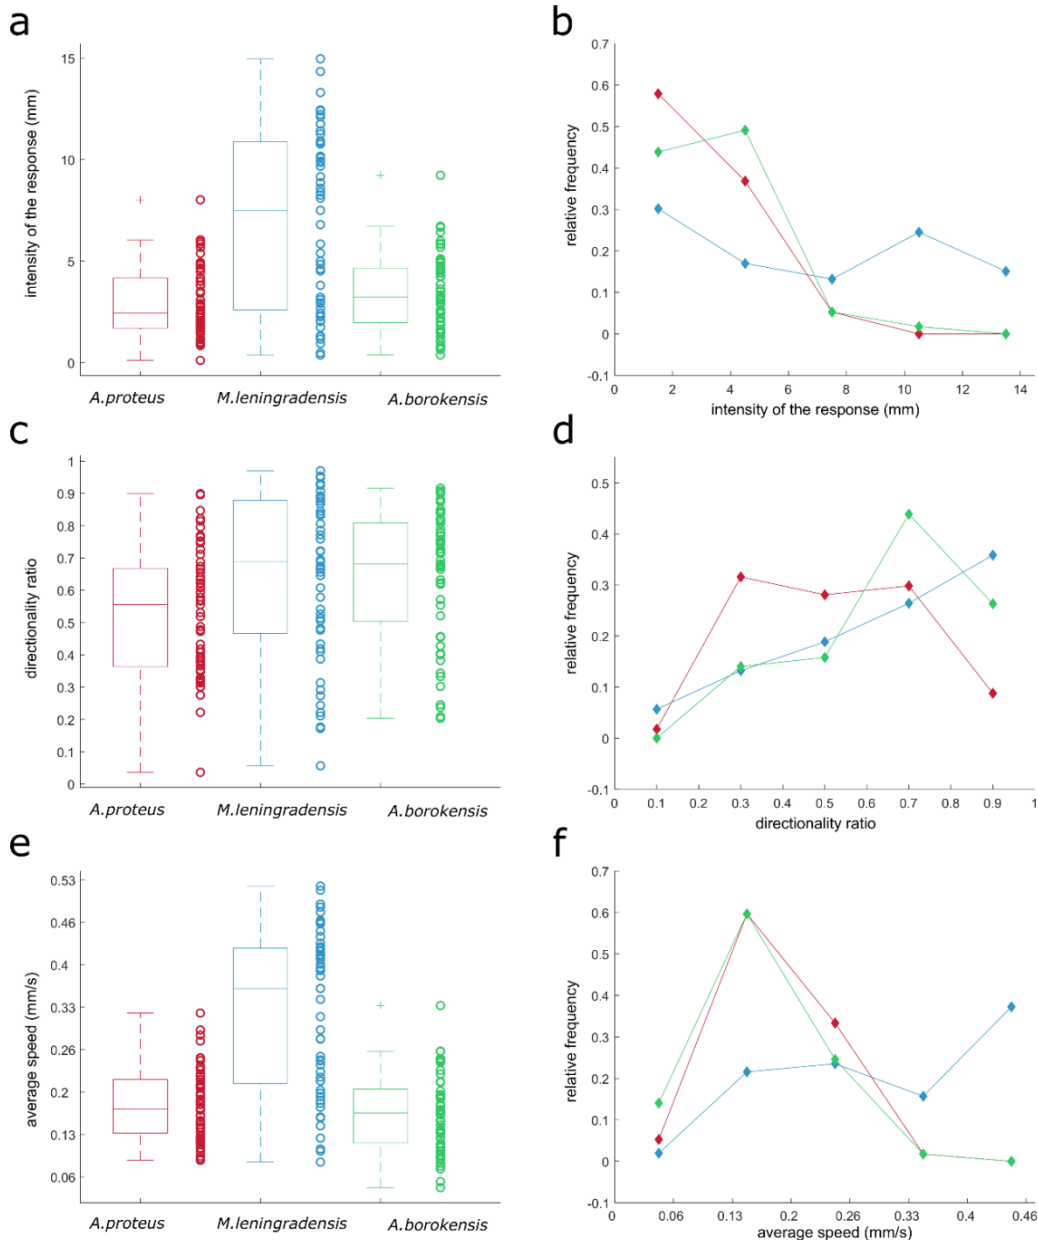 a
intensity of the response (mm)
15
10
5
0
A.proteus M.leningradensis A.borokensis
b
relative frequency
0.7
0.6
0.5
0.4
0.3
0.2
0.1
0
-0.1
0 2 4 6 8 10 12 14
intensity of the response (mm)
c
directionality ratio
1
0.9
0.8
0.7
0.6
0.5
0.4
0.3
0.2
0.1
0
A.proteus M.leningradensis A.borokensis
d
relative frequency
0.5
0.4
0.3
0.2
0.1
0
-0.1
0 0.1 0.3 0.5 0.7 0.9 1
directionality ratio
e
average speed (mm/s)
0.53
0.46
0.4
0.33
0.26
0.2
0.13
0.06
A.proteus M.leningradensis A.borokensis
f
relative frequency
0.7
0.6
0.5
0.4
0.3
0.2
0.1
0
-0.1
0 0.06 0.13 0.2 0.26 0.33 0.4 0.46
average speed (mm/s)